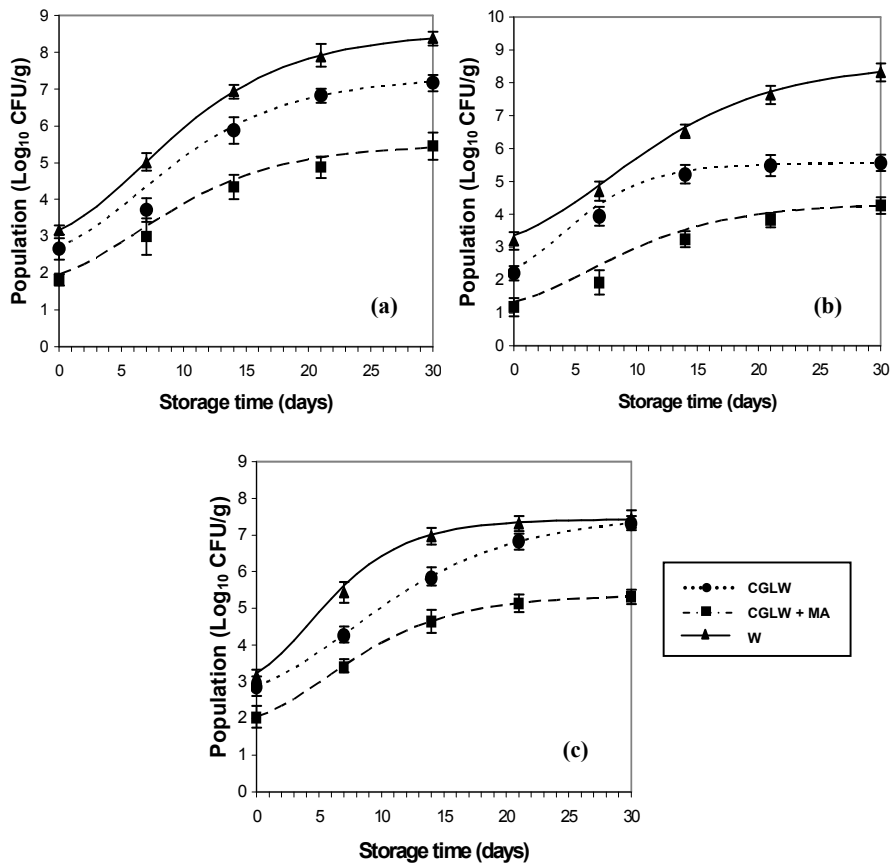 Population (Log₁₀ CFU/g)
9
8
7
6
5
4
3
2
1
0
(a)
0 5 10 15 20 25 30
Storage time (days)
Population (Log₁₀ CFU/g)
10
9
8
7
6
5
4
3
2
1
0
(b)
0 5 10 15 20 25 30
Storage time (days)
Population (Log₁₀ CFU/g)
9
8
7
6
5
4
3
2
1
0
(c)
0 5 10 15 20 25 30
Storage time (days)
CGLW
CGLW + MA
W